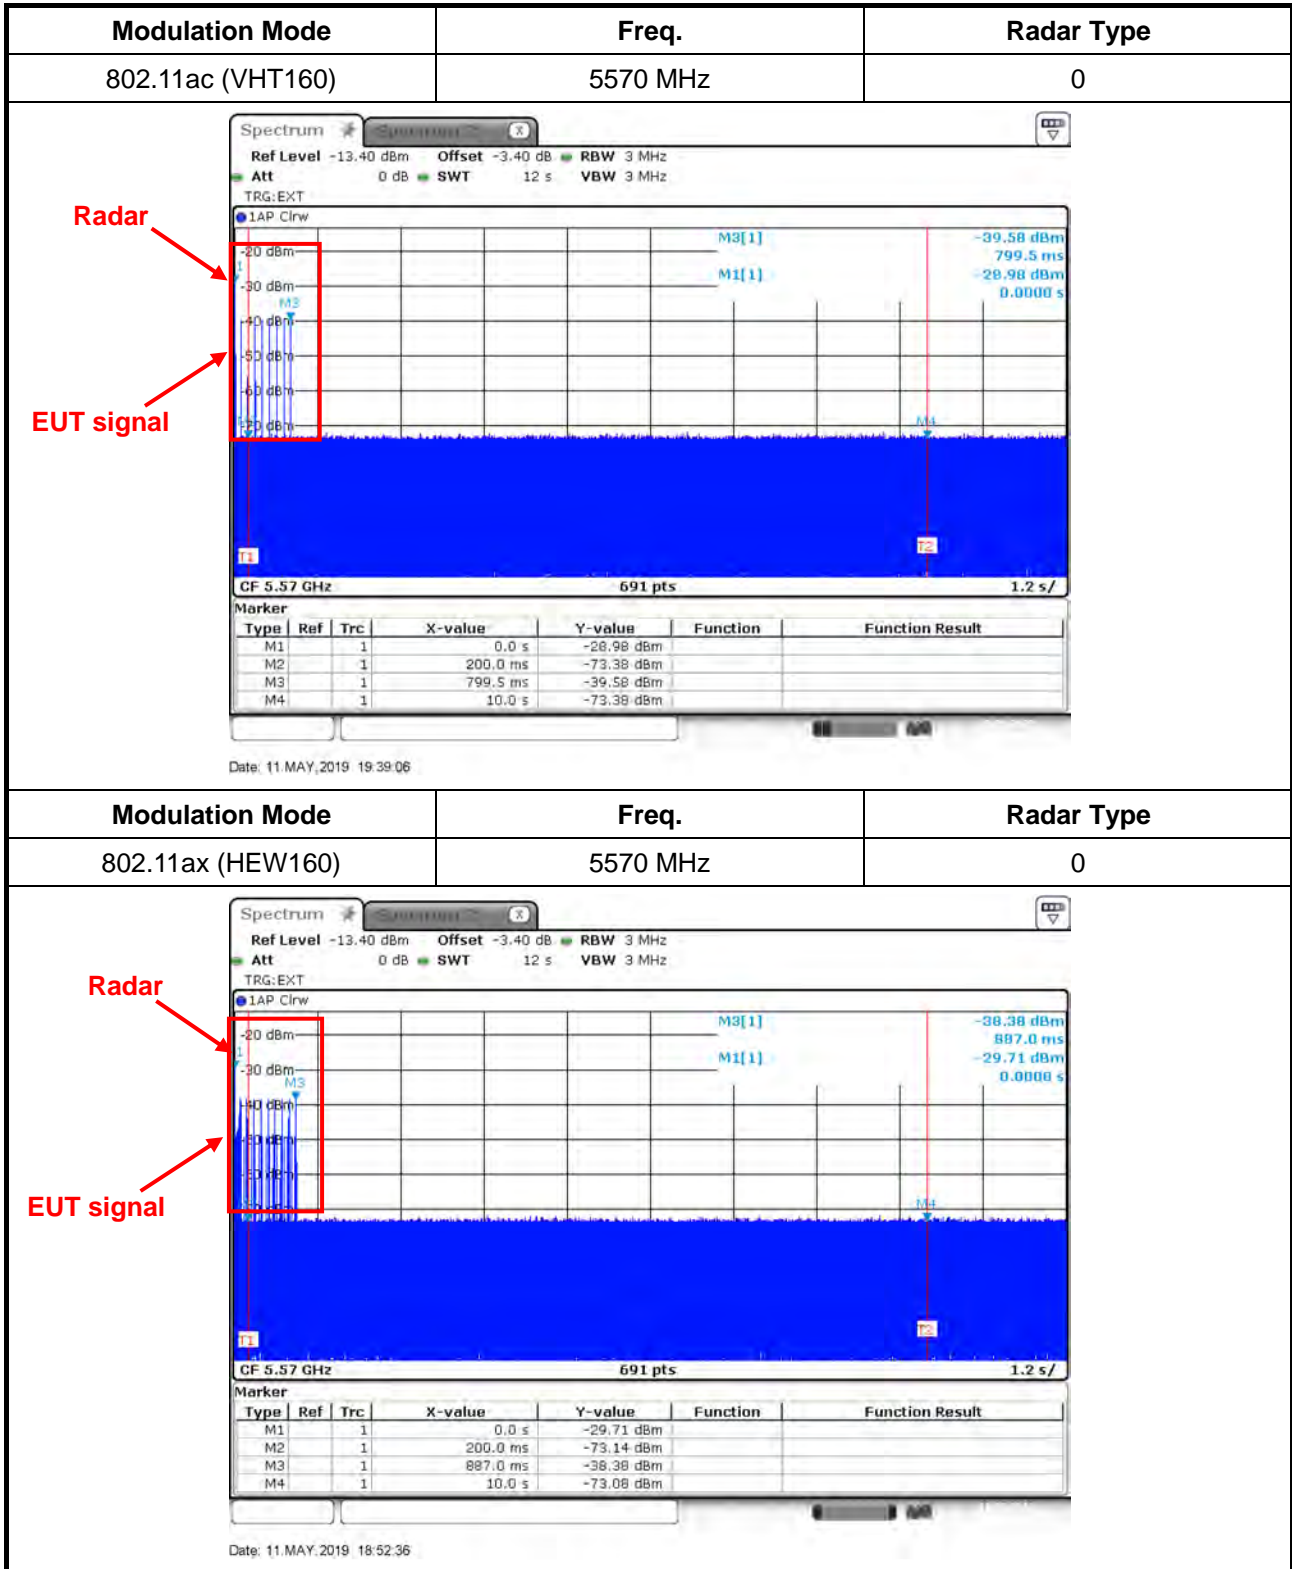 Modulation Mode Freq. Radar Type
802.11ac (VHT160) 5570 MHz 0
Spectrum
Ref Level -13.40 dBm Offset -3.40 dB RBW 3 MHz
Att 0 dB SWT 12 s VBW 3 MHz
TRG:EXT
1AP Clrw
Radar
EUT signal
M3[1] -39.58 dBm
799.5 ms
M1[1] -28.98 dBm
0.0000 s
-20 dBm
1
-30 dBm
M3
-40 dBm
-50 dBm
-60 dBm
-70 dBm
M4
T1
T2
CF 5.57 GHz 691 pts 1.2 s/
Marker
Type Ref Trc X-value Y-value Function Function Result
M1 1 0.0 s -28.98 dBm
M2 1 200.0 ms -73.38 dBm
M3 1 799.5 ms -39.58 dBm
M4 1 10.0 s -73.38 dBm
Date: 11.MAY.2019 19:39:06
Modulation Mode Freq. Radar Type
802.11ax (HEW160) 5570 MHz 0
Spectrum
Ref Level -13.40 dBm Offset -3.40 dB RBW 3 MHz
Att 0 dB SWT 12 s VBW 3 MHz
TRG:EXT
1AP Clrw
Radar
EUT signal
M3[1] -38.38 dBm
887.0 ms
M1[1] -29.71 dBm
0.0000 s
-20 dBm
1
-30 dBm
M3
-40 dBm
M4
T1
T2
CF 5.57 GHz 691 pts 1.2 s/
Marker
Type Ref Trc X-value Y-value Function Function Result
M1 1 0.0 s -29.71 dBm
M2 1 200.0 ms -73.14 dBm
M3 1 887.0 ms -38.38 dBm
M4 1 10.0 s -73.08 dBm
Date: 11.MAY.2019 18:52:36